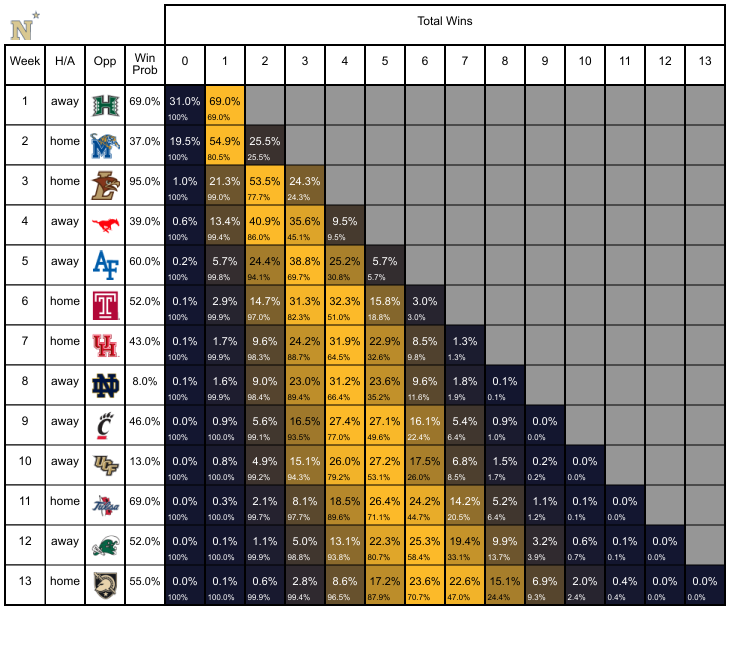 N
Total Wins
Week H/A Opp Win Prob 0 1 2 3 4 5 6 7 8 9 10 11 12 13
1 away H 69.0% 31.0% 69.0%
100% 69.0%
2 home M 37.0% 19.5% 54.9% 25.5%
100% 80.5% 25.5%
3 home L 95.0% 1.0% 21.3% 53.5% 24.3%
100% 99.0% 77.7% 24.3%
4 away 39.0% 0.6% 13.4% 40.9% 35.6% 9.5%
100% 99.4% 86.0% 45.1% 9.5%
5 away AF 60.0% 0.2% 5.7% 24.4% 38.8% 25.2% 5.7%
100% 99.8% 94.1% 69.7% 30.8% 5.7%
6 home T 52.0% 0.1% 2.9% 14.7% 31.3% 32.3% 15.8% 3.0%
100% 99.9% 97.0% 82.3% 51.0% 18.8% 3.0%
7 home UH 43.0% 0.1% 1.7% 9.6% 24.2% 31.9% 22.9% 8.5% 1.3%
100% 99.9% 98.3% 88.7% 64.5% 32.6% 9.8% 1.3%
8 away ND 8.0% 0.1% 1.6% 9.0% 23.0% 31.2% 23.6% 9.6% 1.8% 0.1%
100% 99.9% 98.4% 89.4% 66.4% 35.2% 11.6% 1.9% 0.1%
9 away C 46.0% 0.0% 0.9% 5.6% 16.5% 27.4% 27.1% 16.1% 5.4% 0.9% 0.0%
100% 100.0% 99.1% 93.5% 77.0% 49.6% 22.4% 6.4% 1.0% 0.0%
10 away UCF 13.0% 0.0% 0.8% 4.9% 15.1% 26.0% 27.2% 17.5% 6.8% 1.5% 0.2% 0.0%
100% 100.0% 99.2% 94.3% 79.2% 53.1% 26.0% 8.5% 1.7% 0.2% 0.0%
11 home Tulsa 69.0% 0.0% 0.3% 2.1% 8.1% 18.5% 26.4% 24.2% 14.2% 5.2% 1.1% 0.1% 0.0%
100% 100.0% 99.7% 97.7% 89.6% 71.1% 44.7% 20.5% 6.4% 1.2% 0.1% 0.0%
12 away 52.0% 0.0% 0.1% 1.1% 5.0% 13.1% 22.3% 25.3% 19.4% 9.9% 3.2% 0.6% 0.1% 0.0%
100% 100.0% 99.9% 98.8% 93.8% 80.7% 58.4% 33.1% 13.7% 3.9% 0.7% 0.1% 0.0%
13 home 55.0% 0.0% 0.1% 0.6% 2.8% 8.6% 17.2% 23.6% 22.6% 15.1% 6.9% 2.0% 0.4% 0.0% 0.0%
100% 100.0% 99.9% 99.4% 96.5% 87.9% 70.7% 47.0% 24.4% 9.3% 2.4% 0.4% 0.0% 0.0%